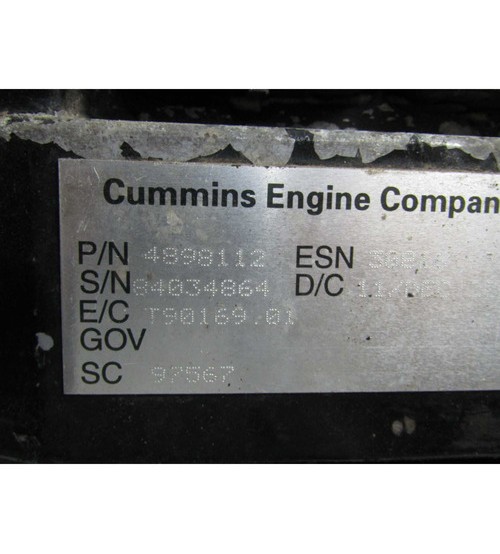 Cummins Engine Compan
P/N 4898112 ESN
S/N 84034864 D/C
E/C T90169.01
GOV
SC 97567